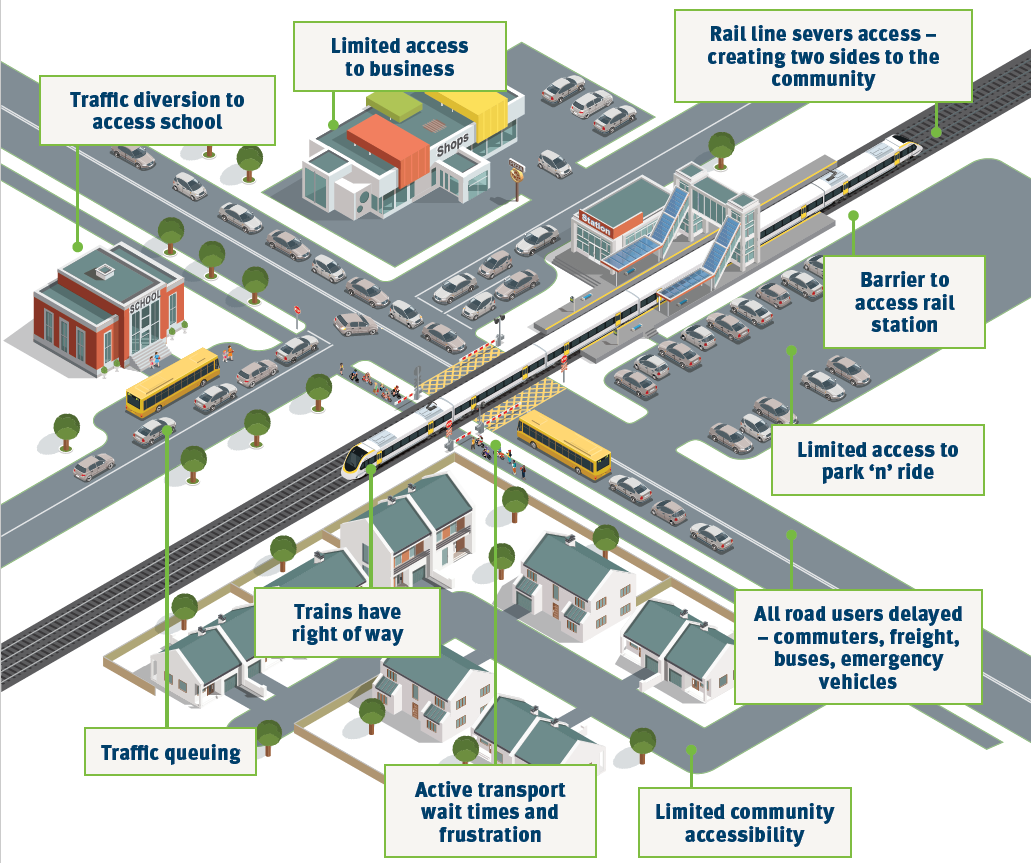 Limited access
to business
Rail line severs access –
creating two sides to the
community
Traffic diversion to
access school
Shops
Station
SCHOOL
Barrier to
access rail
station
Limited access to
park ‘n’ ride
Trains have
right of way
All road users delayed
– commuters, freight,
buses, emergency
vehicles
Traffic queuing
Active transport
wait times and
frustration
Limited community
accessibility